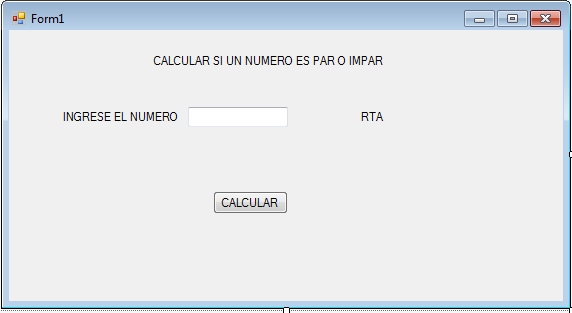 Form1
CALCULAR SI UN NUMERO ES PAR O IMPAR
INGRESE EL NUMERO RTA
CALCULAR